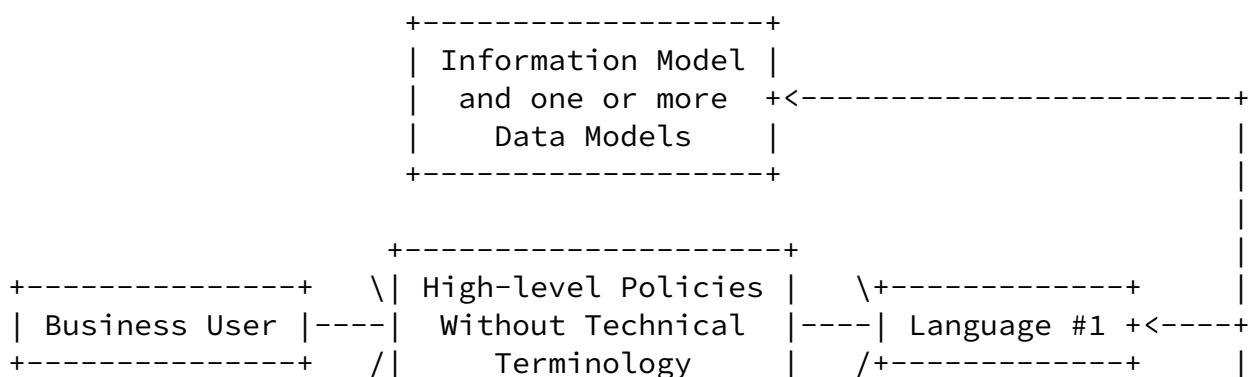 Information Model
and one or more
Data Models
High-level Policies
Business User Without Technical Language #1
Terminology